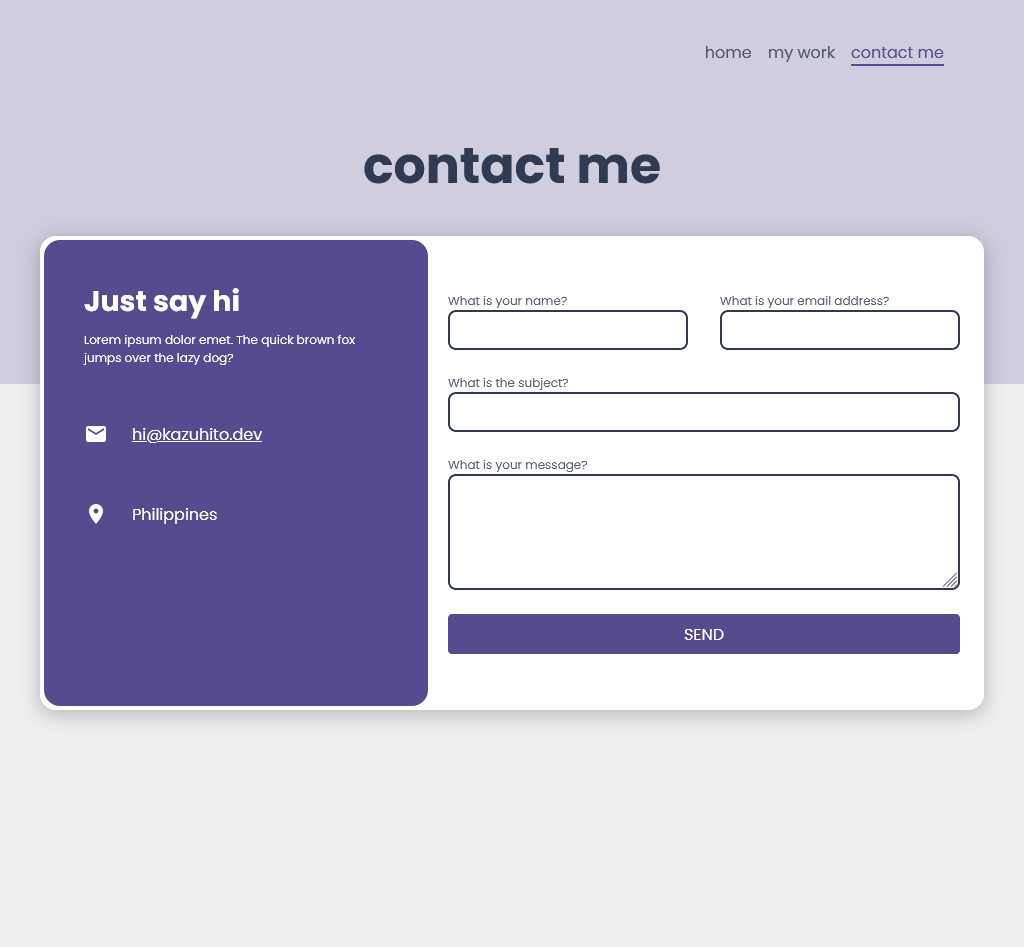 home my work contact me
contact me
Just say hi
Lorem ipsum dolor emet. The quick brown fox
jumps over the lazy dog?
hi@kazuhito.dev
Philippines
What is your name?
What is your email address?
What is the subject?
What is your message?
SEND